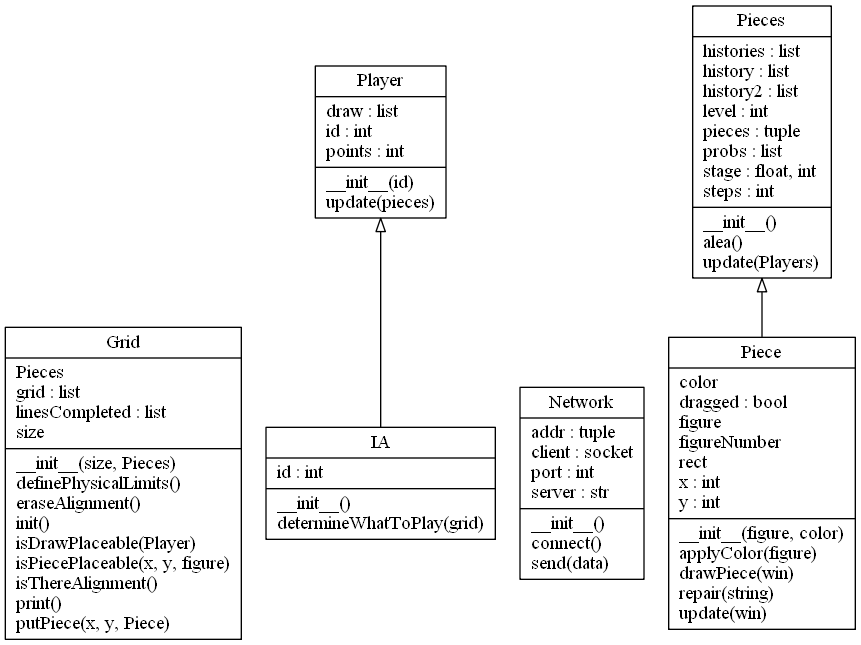 Pieces
histories : list
history : list
history2 : list
level : int
pieces : tuple
probs : list
stage : float, int
steps : int
__init__()
alea()
update(Players)
Player
draw : list
id : int
points : int
__init__(id)
update(pieces)
Grid
Pieces
grid : list
linesCompleted : list
size
__init__(size, Pieces)
definePhysicalLimits()
eraseAlignment()
init()
isDrawPlaceable(Player)
isPiecePlaceable(x, y, figure)
isThereAlignment()
print()
putPiece(x, y, Piece)
IA
id : int
__init__()
determineWhatToPlay(grid)
Network
addr : tuple
client : socket
port : int
server : str
__init__()
connect()
send(data)
Piece
color
dragged : bool
figure
figureNumber
rect
x : int
y : int
__init__(figure, color)
applyColor(figure)
drawPiece(win)
repair(string)
update(win)